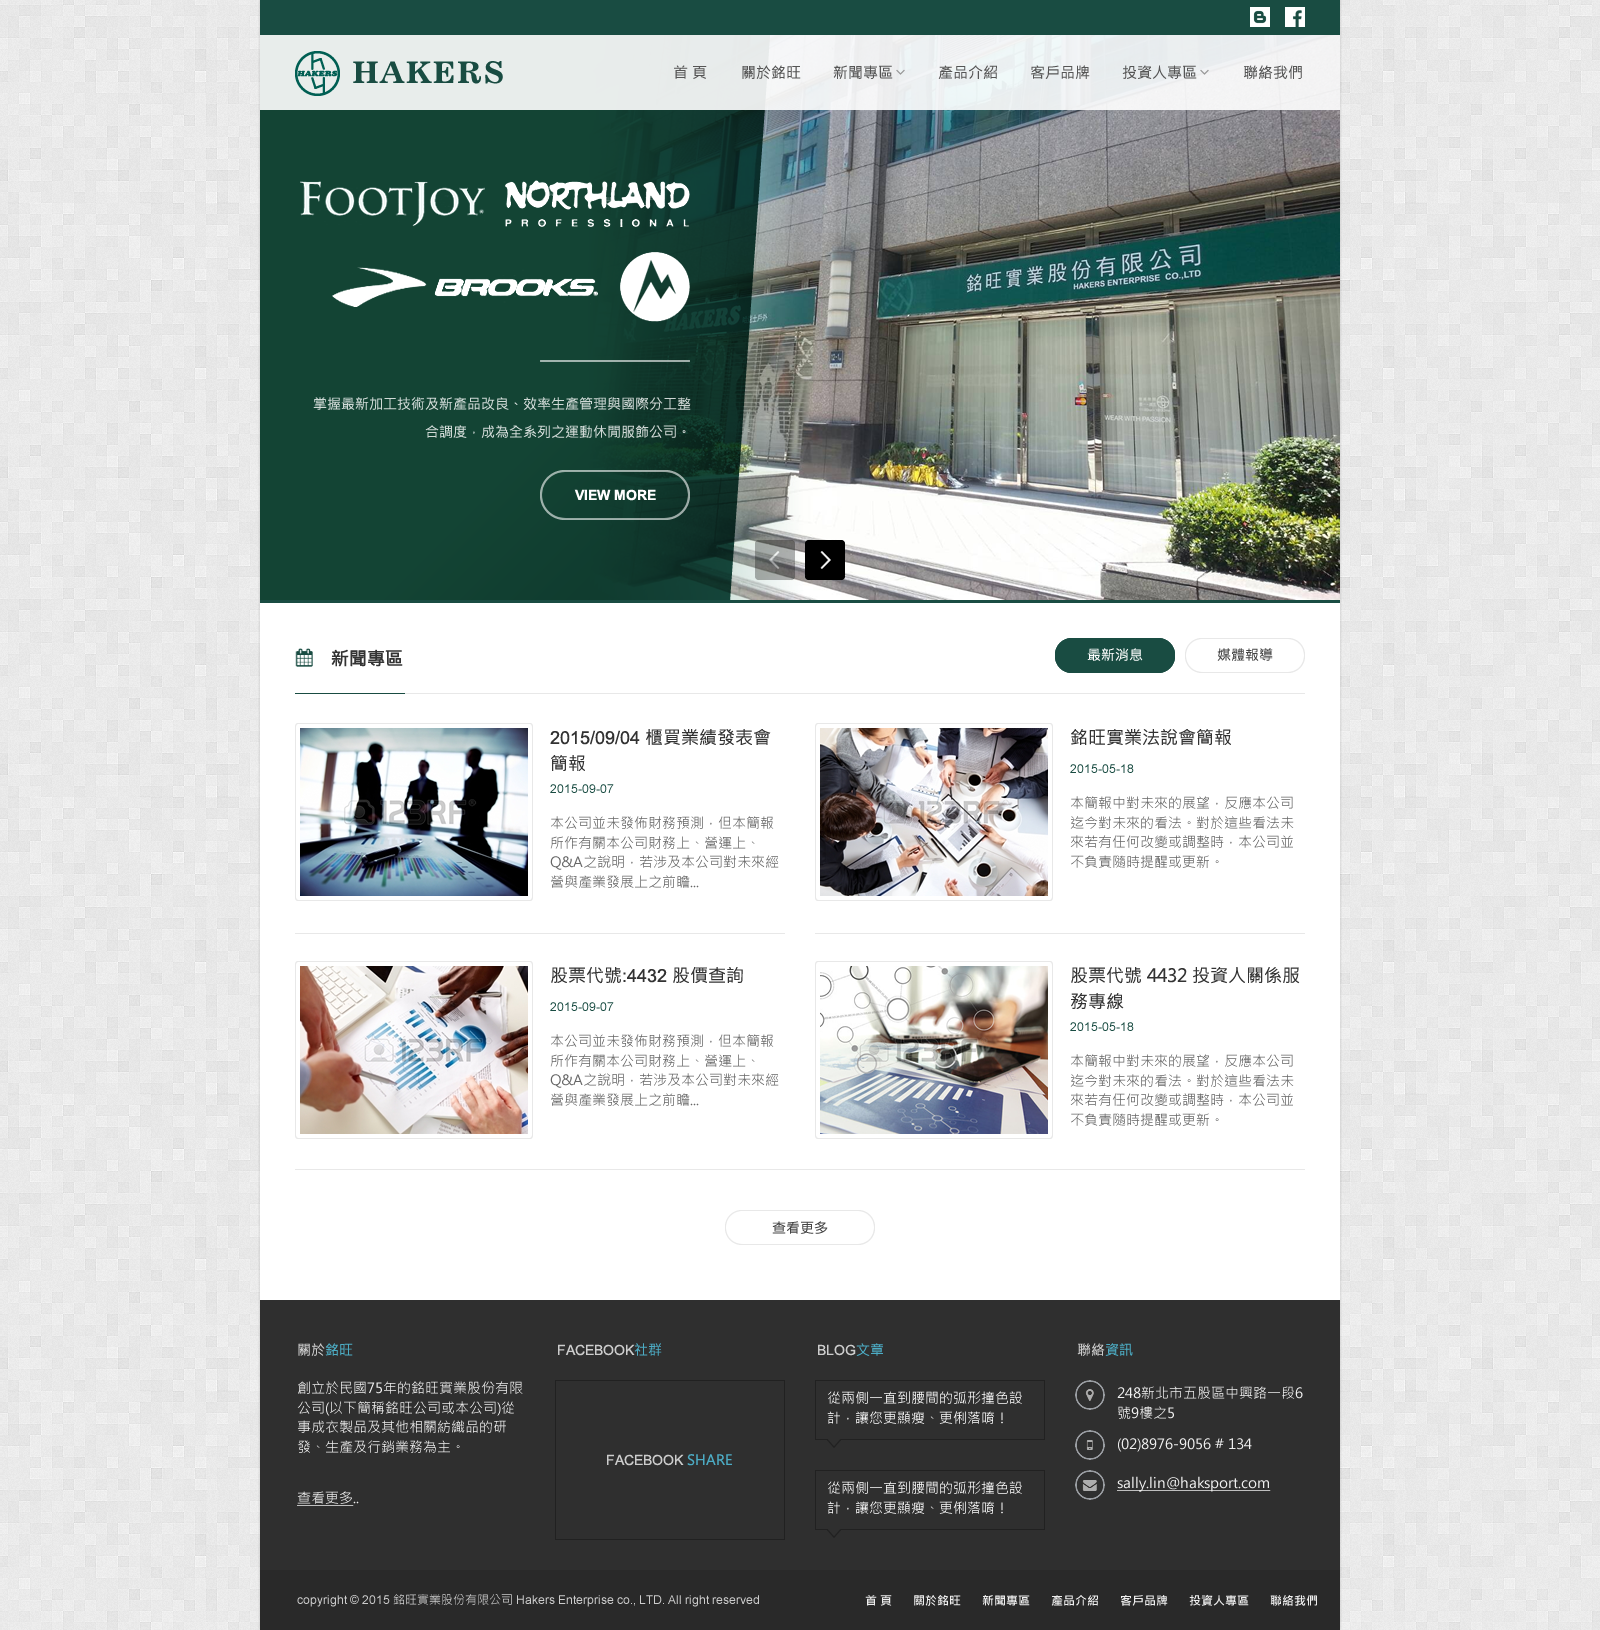 HAKERS
HAKERS
首 頁
關於銘旺
新聞專區
產品介紹
客戶品牌
投資人專區
聯絡我們
FOOTJOY
NORTHLAND
PROFESSIONAL
BROOKS
銘旺實業股份有限公司
HAKERS ENTERPRISE CO.,LTD
HAKERS
WEAR WITH PASSION
掌握最新加工技術及新產品改良、效率生產管理與國際分工整
合調度，成為全系列之運動休閒服飾公司。
VIEW MORE
新聞專區
最新消息
媒體報導
2015/09/04 櫃買業績發表會
簡報
2015-09-07
本公司並未發佈財務預測，但本簡報
所作有關本公司財務上、營運上、
Q&A之說明，若涉及本公司對未來經
營與產業發展上之前瞻...
123RF
銘旺實業法說會簡報
2015-05-18
本簡報中對未來的展望，反應本公司
迄今對未來的看法。對於這些看法未
來若有任何改變或調整時，本公司並
不負責隨時提醒或更新。
123RF
股票代號:4432 股價查詢
2015-09-07
本公司並未發佈財務預測，但本簡報
所作有關本公司財務上、營運上、
Q&A之說明，若涉及本公司對未來經
營與產業發展上之前瞻...
123RF
股票代號 4432 投資人關係服
務專線
2015-05-18
本簡報中對未來的展望，反應本公司
迄今對未來的看法。對於這些看法未
來若有任何改變或調整時，本公司並
不負責隨時提醒或更新。
查看更多
關於銘旺
創立於民國75年的銘旺實業股份有限
公司(以下簡稱銘旺公司或本公司)從
事成衣製品及其他相關紡織品的研
發、生產及行銷業務為主。
查看更多..
FACEBOOK社群
FACEBOOK SHARE
BLOG文章
從兩側一直到腰間的弧形撞色設
計，讓您更顯瘦、更俐落唷！
從兩側一直到腰間的弧形撞色設
計，讓您更顯瘦、更俐落唷！
聯絡資訊
248新北市五股區中興路一段6
號9樓之5
(02)8976-9056 # 134
sally.lin@haksport.com
copyright © 2015 銘旺實業股份有限公司 Hakers Enterprise co., LTD. All right reserved
首 頁
關於銘旺
新聞專區
產品介紹
客戶品牌
投資人專區
聯絡我們